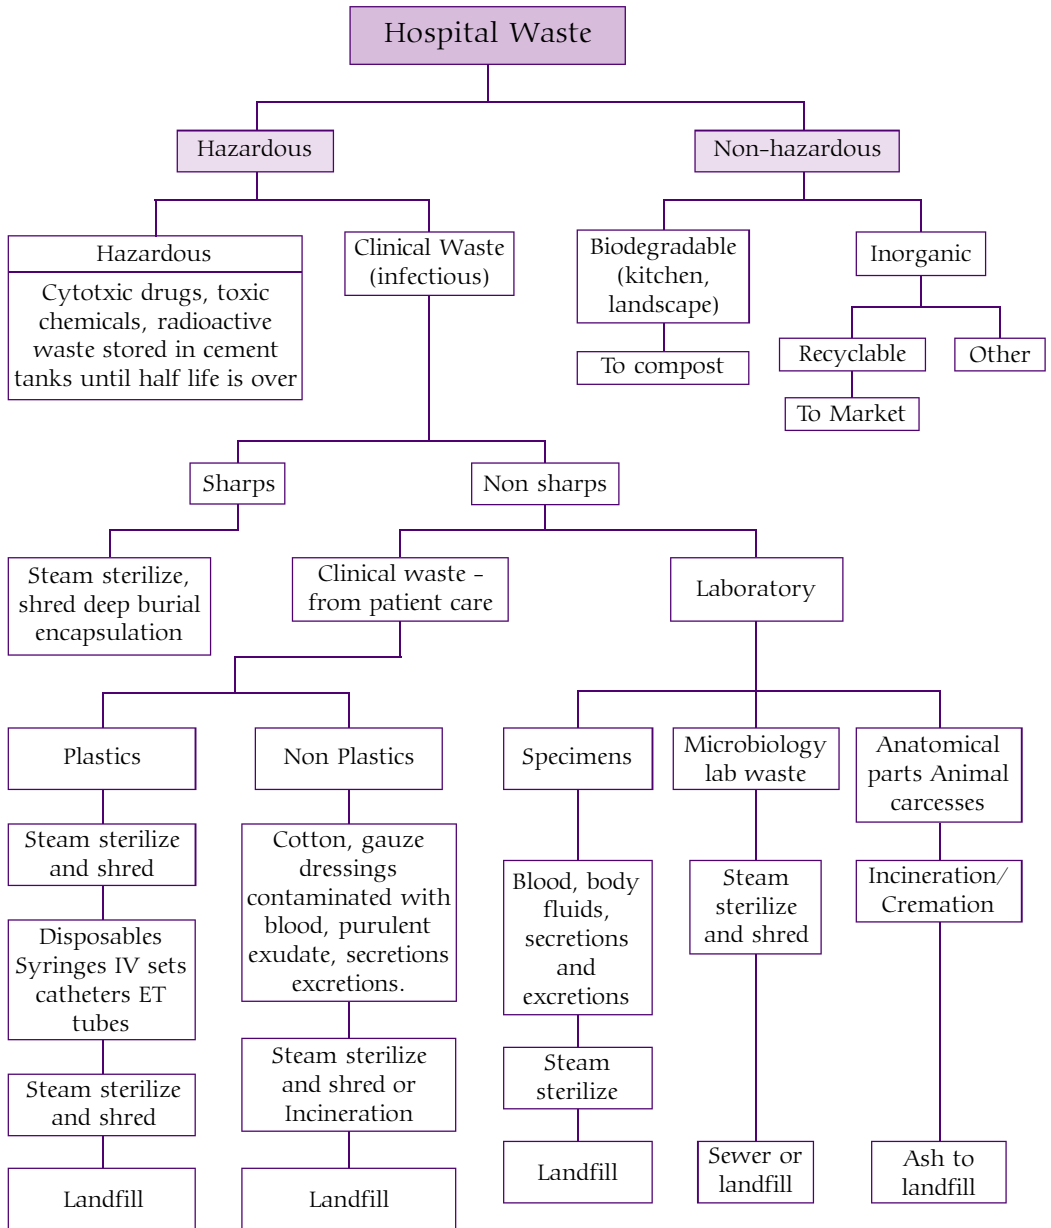 Hospital Waste
Hazardous
Non-hazardous
Hazardous
Cytotxic drugs, toxic
chemicals, radioactive
waste stored in cement
tanks until half life is over
Clinical Waste
(infectious)
Biodegradable
(kitchen,
landscape)
To compost
Inorganic
Recyclable
Other
To Market
Sharps
Non sharps
Steam sterilize,
shred deep burial
encapsulation
Clinical waste -
from patient care
Laboratory
Plastics
Steam sterilize
and shred
Disposables
Syringes IV sets
catheters ET
tubes
Steam sterilize
and shred
Landfill
Non Plastics
Cotton, gauze
dressings
contaminated with
blood, purulent
exudate, secretions
excretions.
Steam sterilize
and shred or
Incineration
Landfill
Specimens
Blood, body
fluids,
secretions
and
excretions
Steam
sterilize
Landfill
Microbiology
lab waste
Steam
sterilize
and shred
Sewer or
landfill
Anatomical
parts Animal
carcesses
Incineration/
Cremation
Ash to
landfill